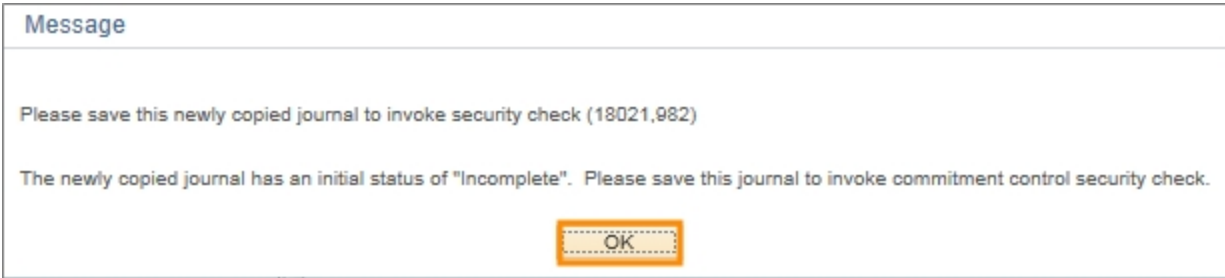 Message
Please save this newly copied journal to invoke security check (18021,982)
The newly copied journal has an initial status of "Incomplete".  Please save this journal to invoke commitment control security check.
OK